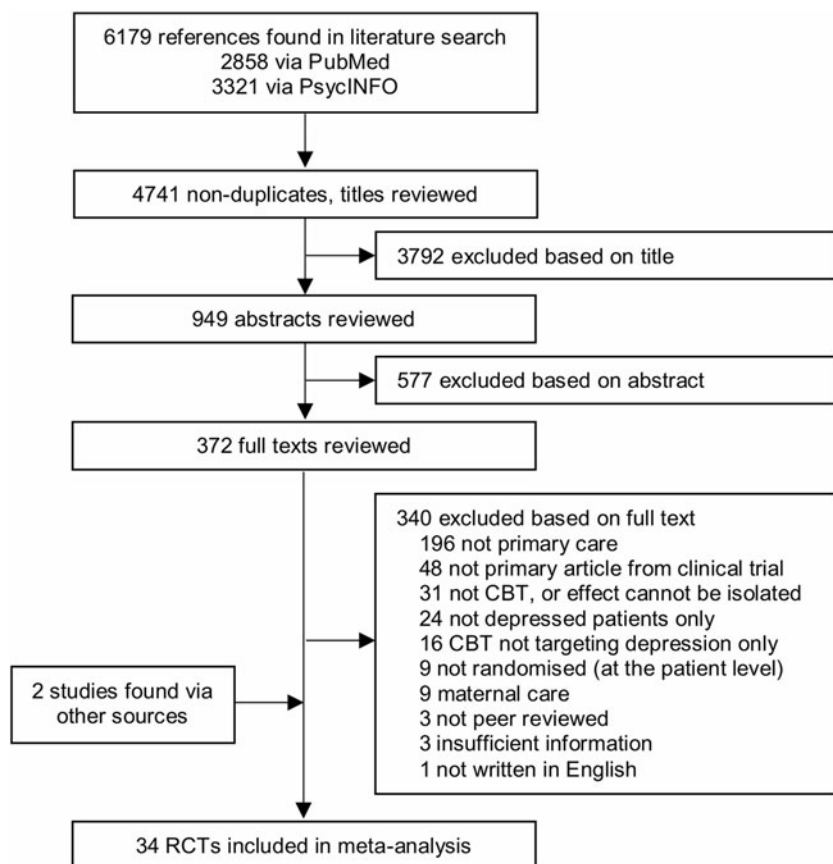 6179 references found in literature search
2858 via PubMed
3321 via PsycINFO
4741 non-duplicates, titles reviewed
3792 excluded based on title
949 abstracts reviewed
577 excluded based on abstract
372 full texts reviewed
340 excluded based on full text
196 not primary care
48 not primary article from clinical trial
31 not CBT, or effect cannot be isolated
24 not depressed patients only
16 CBT not targeting depression only
9 not randomised (at the patient level)
9 maternal care
3 not peer reviewed
3 insufficient information
1 not written in English
2 studies found via
other sources
34 RCTs included in meta-analysis